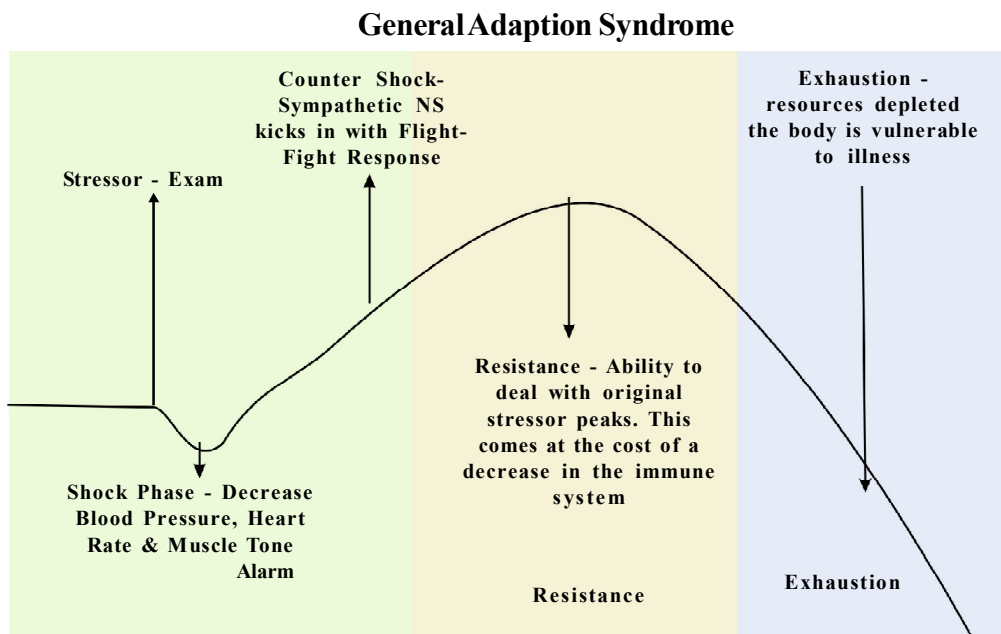 General Adaption Syndrome
Stressor - Exam
Counter Shock-
Sympathetic NS
kicks in with Flight-
Fight Response
Exhaustion -
resources depleted
the body is vulnerable
to illness
Resistance - Ability to
deal with original
stressor peaks. This
comes at the cost of a
decrease in the immune
system
Shock Phase - Decrease
Blood Pressure, Heart
Rate & Muscle Tone
Alarm
Resistance
Exhaustion